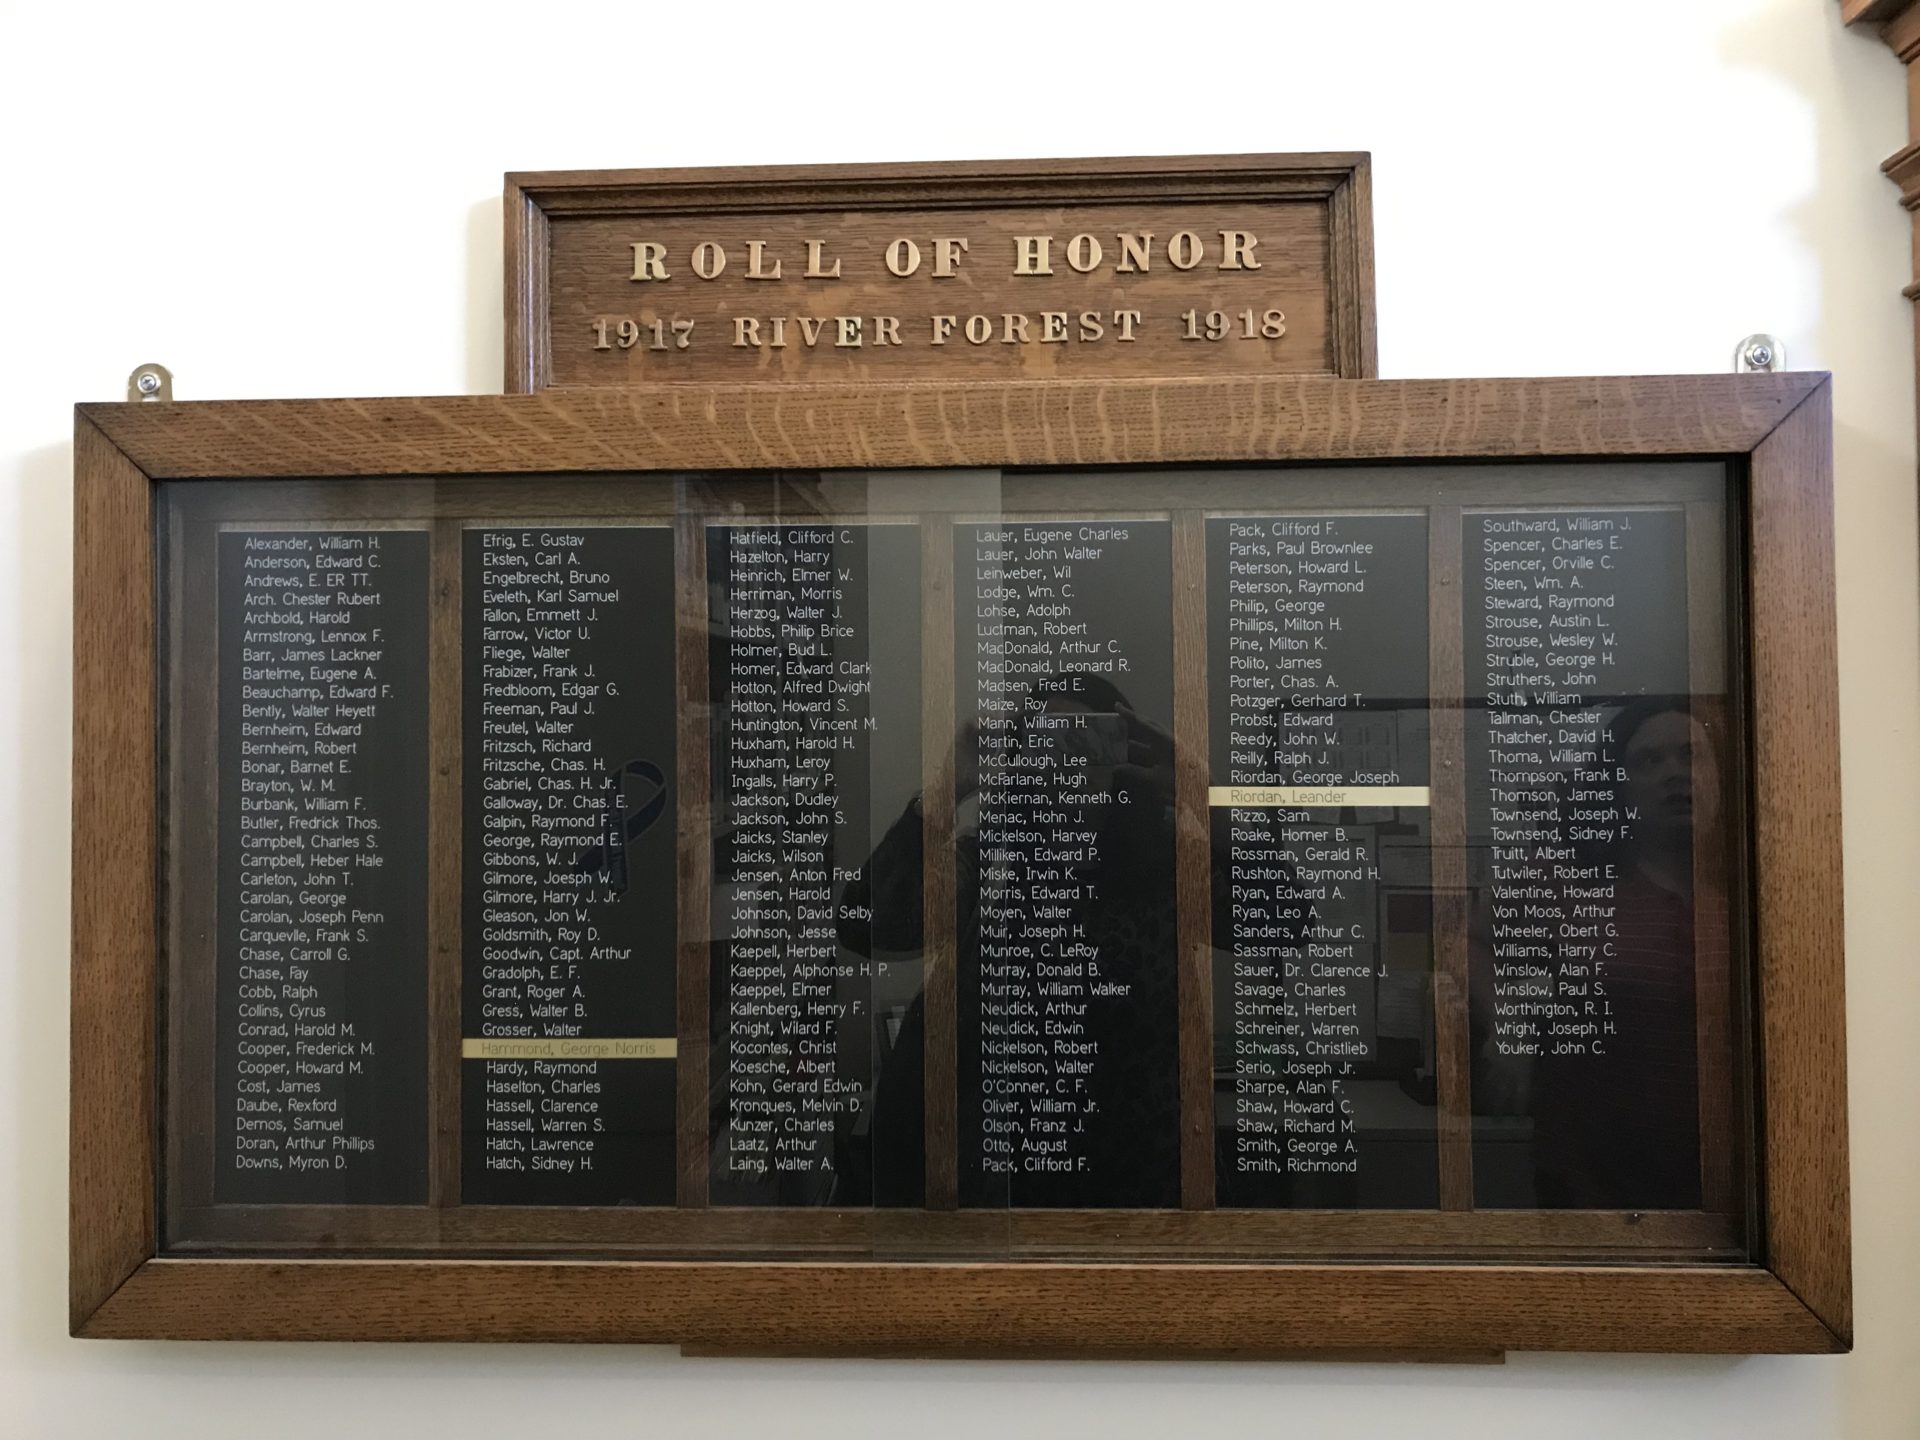 ROLL OF HONOR
1917 RIVER FOREST 1918
Alexander, William H.
Anderson, Edward C.
Andrews, E. ER TT.
Arch. Chester Rubert
Archbold, Harold
Armstrong, Lennox F.
Barr, James Lackner
Bartelme, Eugene A.
Beauchamp, Edward F.
Bently, Walter Heyett
Bernheim, Edward
Bernheim, Robert
Bonar, Barnet E.
Brayton, W. M.
Burbank, William F.
Butler, Fredrick Thos.
Campbell, Charles S.
Campbell, Heber Hale
Carleton, John T.
Carolan, George
Carolan, Joseph Penn
Carquevlle, Frank S.
Chase, Carroll G.
Chase, Fay
Cobb, Ralph
Collins, Cyrus
Conrad, Harold M.
Cooper, Frederick M.
Cooper, Howard M.
Cost, James
Daube, Rexford
Demos, Samuel
Doran, Arthur Phillips
Downs, Myron D.
Efrig, E. Gustav
Eksten, Carl A.
Engelbrecht, Bruno
Eveleth, Karl Samuel
Fallon, Emmett J.
Farrow, Victor U.
Fliege, Walter
Frabizer, Frank J.
Fredbloom, Edgar G.
Freeman, Paul J.
Freutel, Walter
Fritzsch, Richard
Fritzsche, Chas. H.
Gabriel, Chas. H. Jr.
Galloway, Dr. Chas. E.
Galpin, Raymond F.
George, Raymond E.
Gibbons, W. J.
Gilmore, Joesph W.
Gilmore, Harry J. Jr.
Gleason, Jon W.
Goldsmith, Roy D.
Goodwin, Capt. Arthur
Gradolph, E. F.
Grant, Roger A.
Gress, Walter B.
Grosser, Walter
Hammond, George Norris
Hardy, Raymond
Haselton, Charles
Hassell, Clarence
Hassell, Warren S.
Hatch, Lawrence
Hatch, Sidney H.
Hatfield, Clifford C.
Hazelton, Harry
Heinrich, Elmer W.
Herriman, Morris
Herzog, Walter J.
Hobbs, Philip Brice
Holmer, Bud L.
Homer, Edward Clark
Hotton, Alfred Dwight
Hotton, Howard S.
Huntington, Vincent M.
Huxham, Harold H.
Huxham, Leroy
Ingalls, Harry P.
Jackson, Dudley
Jackson, John S.
Jaicks, Stanley
Jaicks, Wilson
Jensen, Anton Fred
Jensen, Harold
Johnson, David Selby
Johnson, Jesse
Kaepell, Herbert
Kaeppel, Alphonse H. P.
Kaeppel, Elmer
Kallenberg, Henry F.
Knight, Wilard F.
Kocontes, Christ
Koesche, Albert
Kohn, Gerard Edwin
Kronques, Melvin D.
Kunzer, Charles
Laatz, Arthur
Laing, Walter A.
Lauer, Eugene Charles
Lauer, John Walter
Leinweber, Wil
Lodge, Wm. C.
Lohse, Adolph
Luctman, Robert
MacDonald, Arthur C.
MacDonald, Leonard R.
Madsen, Fred E.
Maize, Roy
Mann, William H.
Martin, Eric
McCullough, Lee
McFarlane, Hugh
McKiernan, Kenneth G.
Menac, Hohn J.
Mickelson, Harvey
Milliken, Edward P.
Miske, Irwin K.
Morris, Edward T.
Moyen, Walter
Muir, Joseph H.
Munroe, C. LeRoy
Murray, Donald B.
Murray, William Walker
Neudick, Arthur
Neudick, Edwin
Nickelson, Robert
Nickelson, Walter
O'Conner, C. F.
Oliver, William Jr.
Olson, Franz J.
Otto, August
Pack, Clifford F.
Pack, Clifford F.
Parks, Paul Brownlee
Peterson, Howard L.
Peterson, Raymond
Philip, George
Phillips, Milton H.
Pine, Milton K.
Polito, James
Porter, Chas. A.
Potzger, Gerhard T.
Probst, Edward
Reedy, John W.
Reilly, Ralph J.
Riordan, George Joseph
Riordan, Leander
Rizzo, Sam
Roake, Homer B.
Rossman, Gerald R.
Rushton, Raymond H.
Ryan, Edward A.
Ryan, Leo A.
Sanders, Arthur C.
Sassman, Robert
Sauer, Dr. Clarence J.
Savage, Charles
Schmelz, Herbert
Schreiner, Warren
Schwass, Christlieb
Serio, Joseph Jr.
Sharpe, Alan F.
Shaw, Howard C.
Shaw, Richard M.
Smith, George A.
Smith, Richmond
Southward, William J.
Spencer, Charles E.
Spencer, Orville C.
Steen, Wm. A.
Steward, Raymond
Strouse, Austin L.
Strouse, Wesley W.
Struble, George H.
Struthers, John
Stuth, William
Tallman, Chester
Thatcher, David H.
Thoma, William L.
Thompson, Frank B.
Thomson, James
Townsend, Joseph W.
Townsend, Sidney F.
Truitt, Albert
Tutwiler, Robert E.
Valentine, Howard
Von Moos, Arthur
Wheeler, Obert G.
Williams, Harry C.
Winslow, Alan F.
Winslow, Paul S.
Worthington, R. I.
Wright, Joseph H.
Youker, John C.